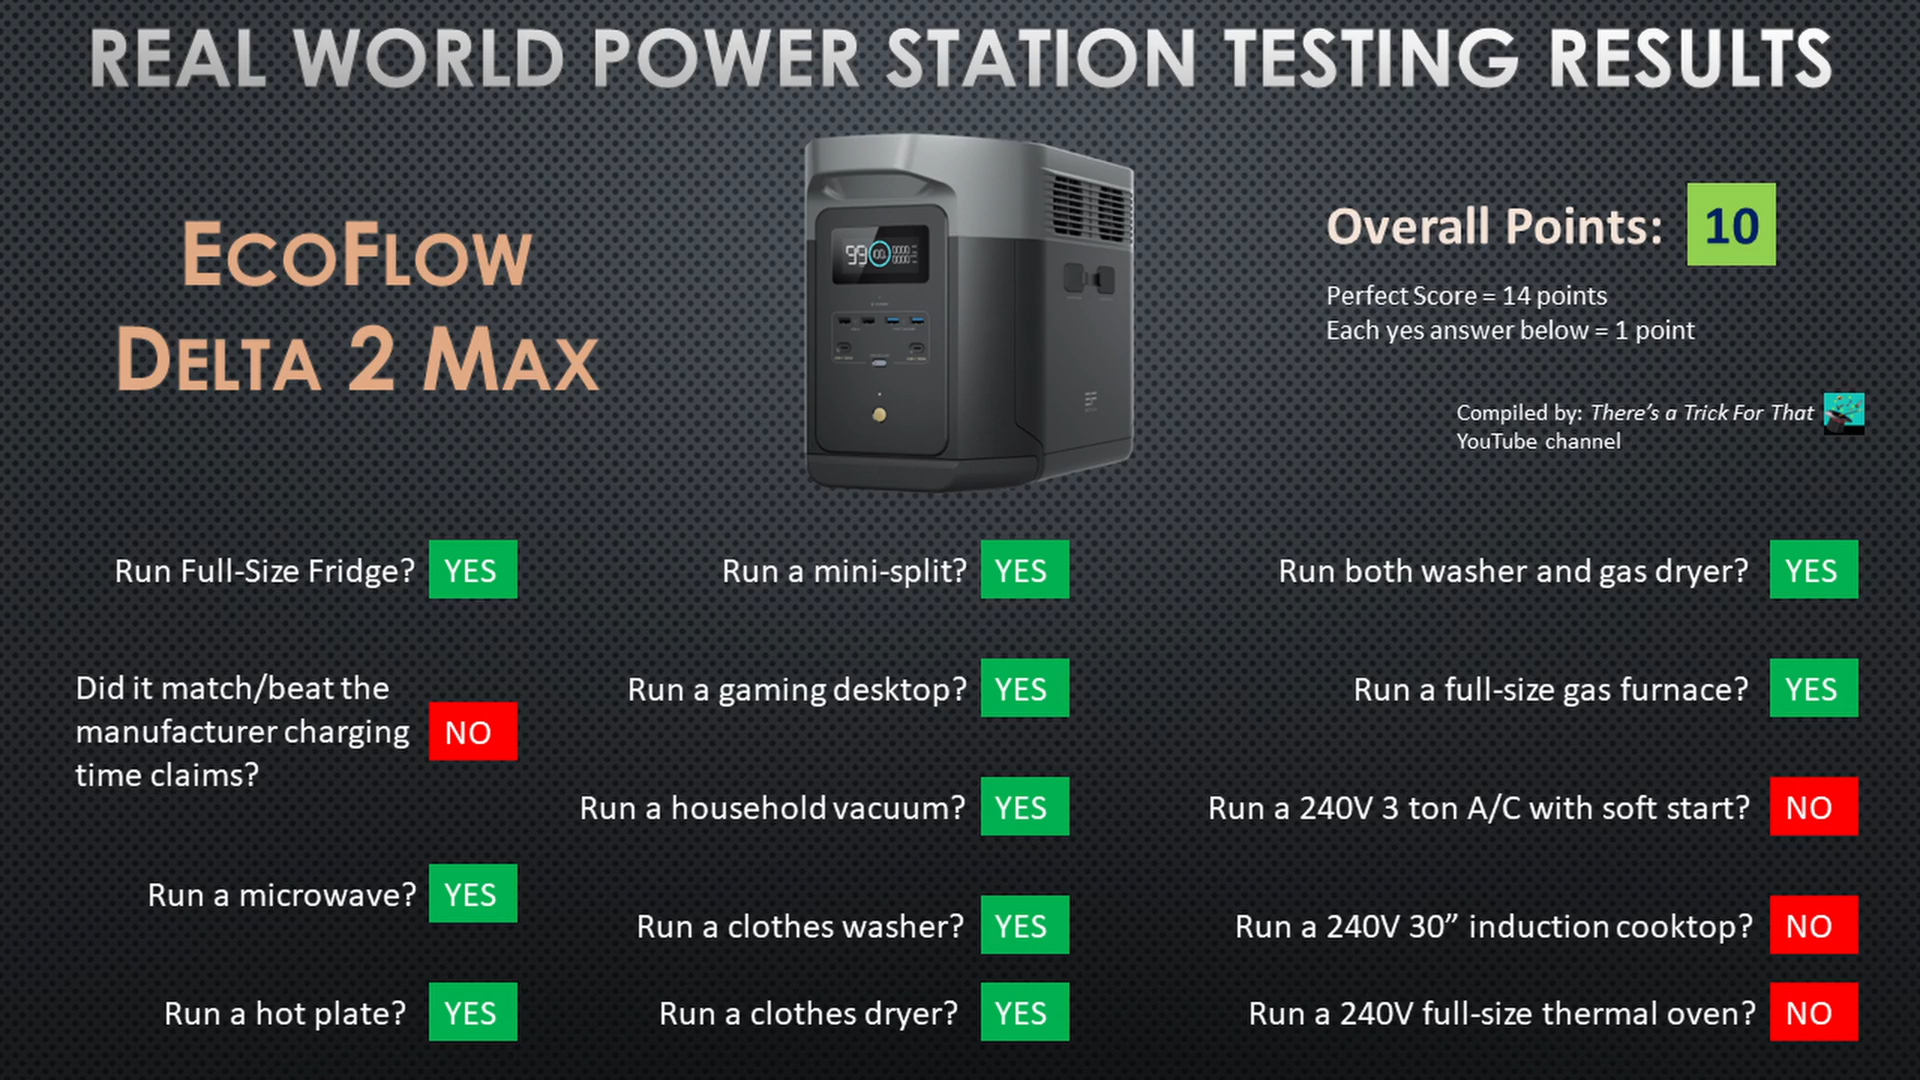 REAL WORLD POWER STATION TESTING RESULTS
ECOFLOW
DELTA 2 MAX
99
100
Overall Points: 10
Perfect Score = 14 points
Each yes answer below = 1 point
Compiled by: There's a Trick For That
YouTube channel
Run Full-Size Fridge? YES
Did it match/beat the
manufacturer charging
time claims?
NO
Run a microwave? YES
Run a hot plate? YES
Run a mini-split? YES
Run a gaming desktop? YES
Run a household vacuum? YES
Run a clothes washer? YES
Run a clothes dryer? YES
Run both washer and gas dryer? YES
Run a full-size gas furnace? YES
Run a 240V 3 ton A/C with soft start? NO
Run a 240V 30” induction cooktop? NO
Run a 240V full-size thermal oven? NO